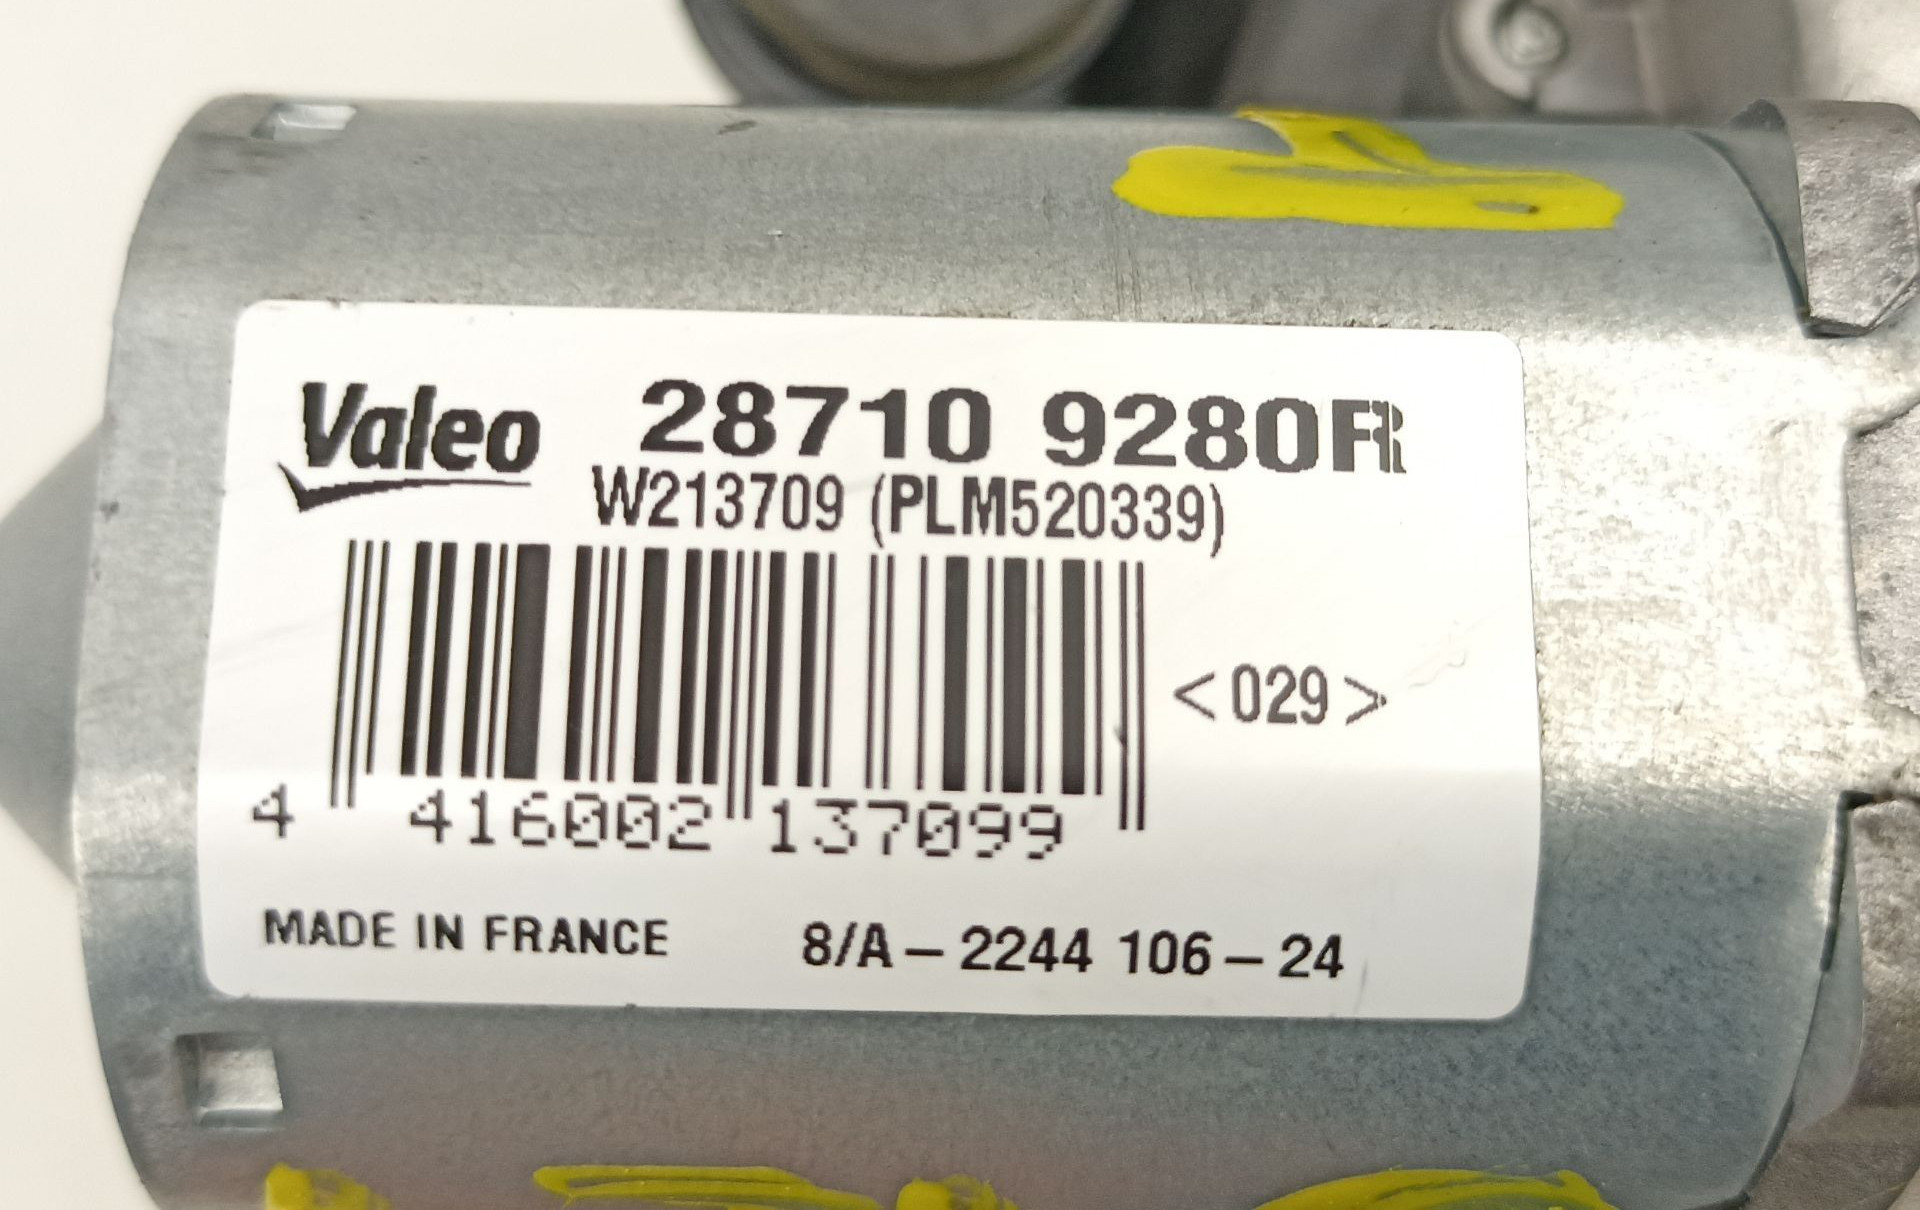 Valeo 28710 9280R
W213709 (PLM520339)
<029>
4 416002 137099
MADE IN FRANCE 8/A-2244 106-24